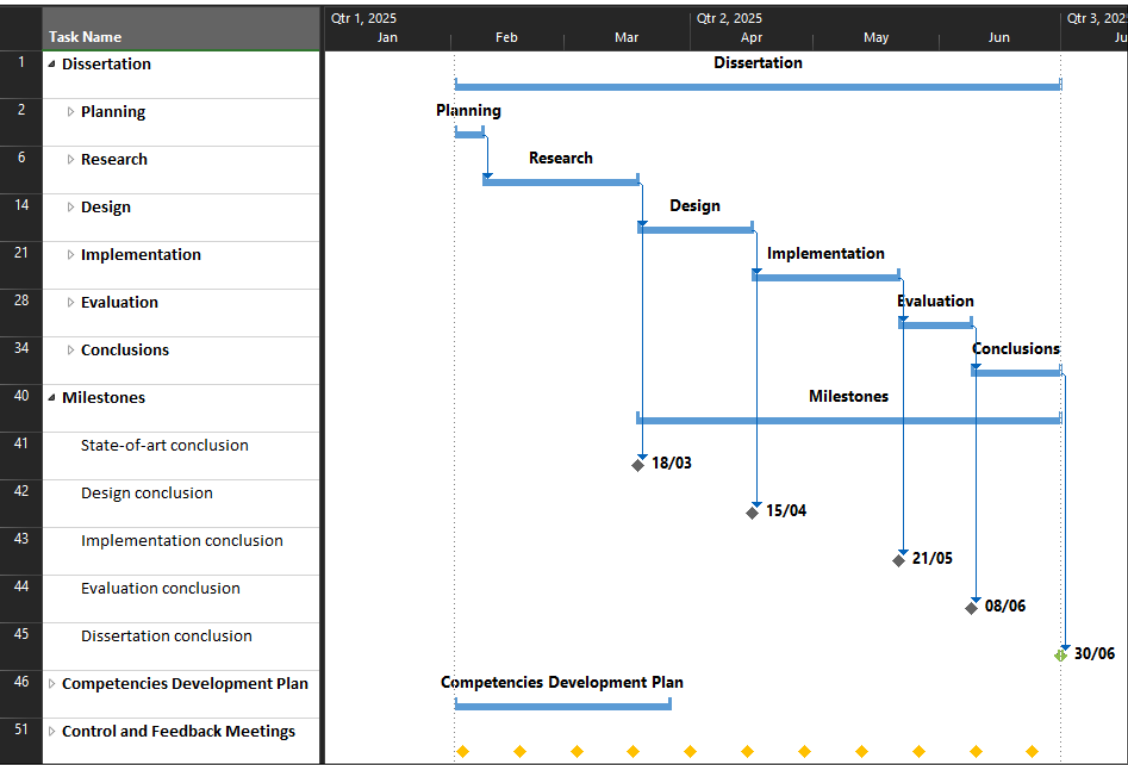 Qtr 1, 2025 Qtr 2, 2025 Qtr 3, 202
Task Name Jan Feb Mar Apr May Jun Ju
1 Dissertation Dissertation
2 Planning Planning
6 Research Research
14 Design Design
21 Implementation Implementation
28 Evaluation Evaluation
34 Conclusions Conclusions
40 Milestones Milestones
41 State-of-art conclusion 18/03
42 Design conclusion 15/04
43 Implementation conclusion 21/05
44 Evaluation conclusion 08/06
45 Dissertation conclusion 30/06
46 Competencies Development Plan Competencies Development Plan
51 Control and Feedback Meetings